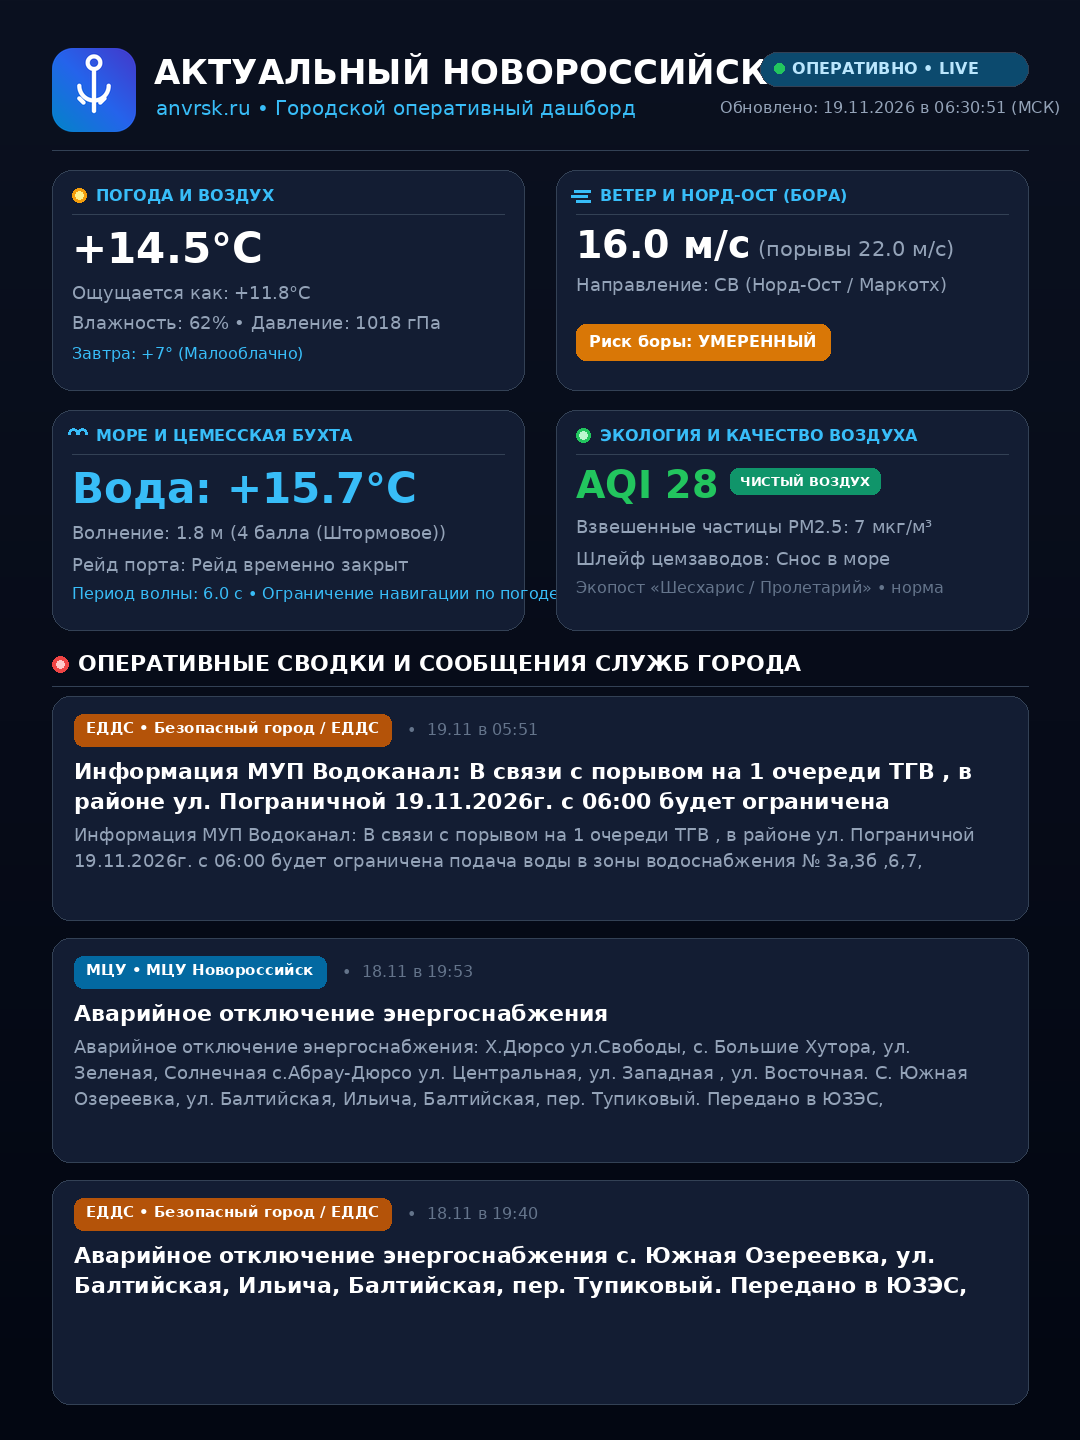 АКТУАЛЬНЫЙ НОВОРОССИЙСК
ОПЕРАТИВНО • LIVE
anvrsk.ru • Городской оперативный дашборд
Обновлено: 19.11.2026 в 06:30:51 (МСК)
ПОГОДА И ВОЗДУХ
+14.5°C
Ощущается как: +11.8°C
Влажность: 62% • Давление: 1018 гПа
Завтра: +7° (Малооблачно)
ВЕТЕР И НОРД-ОСТ (БОРА)
16.0 м/с (порывы 22.0 м/с)
Направление: СВ (Норд-Ост / Маркотх)
Риск боры: УМЕРЕННЫЙ
МОРЕ И ЦЕМЕССКАЯ БУХТА
Вода: +15.7°C
Волнение: 1.8 м (4 балла (Штормовое))
Рейд порта: Рейд временно закрыт
Период волны: 6.0 с • Ограничение навигации по погоде
ЭКОЛОГИЯ И КАЧЕСТВО ВОЗДУХА
AQI 28 ЧИСТЫЙ ВОЗДУХ
Взвешенные частицы PM2.5: 7 мкг/м³
Шлейф цемзаводов: Снос в море
Экопост «Шесхарис / Пролетарий» • норма
ОПЕРАТИВНЫЕ СВОДКИ И СООБЩЕНИЯ СЛУЖБ ГОРОДА
ЕДДС • Безопасный город / ЕДДС • 19.11 в 05:51
Информация МУП Водоканал: В связи с порывом на 1 очереди ТГВ , в
районе ул. Пограничной 19.11.2026г. с 06:00 будет ограничена
Информация МУП Водоканал: В связи с порывом на 1 очереди ТГВ , в районе ул. Пограничной
19.11.2026г. с 06:00 будет ограничена подача воды в зоны водоснабжения № 3а,3б ,6,7,
МЦУ • МЦУ Новороссийск • 18.11 в 19:53
Аварийное отключение энергоснабжения
Аварийное отключение энергоснабжения: Х.Дюрсо ул.Свободы, с. Большие Хутора, ул.
Зеленая, Солнечная с.Абрау-Дюрсо ул. Центральная, ул. Западная , ул. Восточная. С. Южная
Озереевка, ул. Балтийская, Ильича, Балтийская, пер. Тупиковый. Передано в ЮЗЭС,
ЕДДС • Безопасный город / ЕДДС • 18.11 в 19:40
Аварийное отключение энергоснабжения с. Южная Озереевка, ул.
Балтийская, Ильича, Балтийская, пер. Тупиковый. Передано в ЮЗЭС,